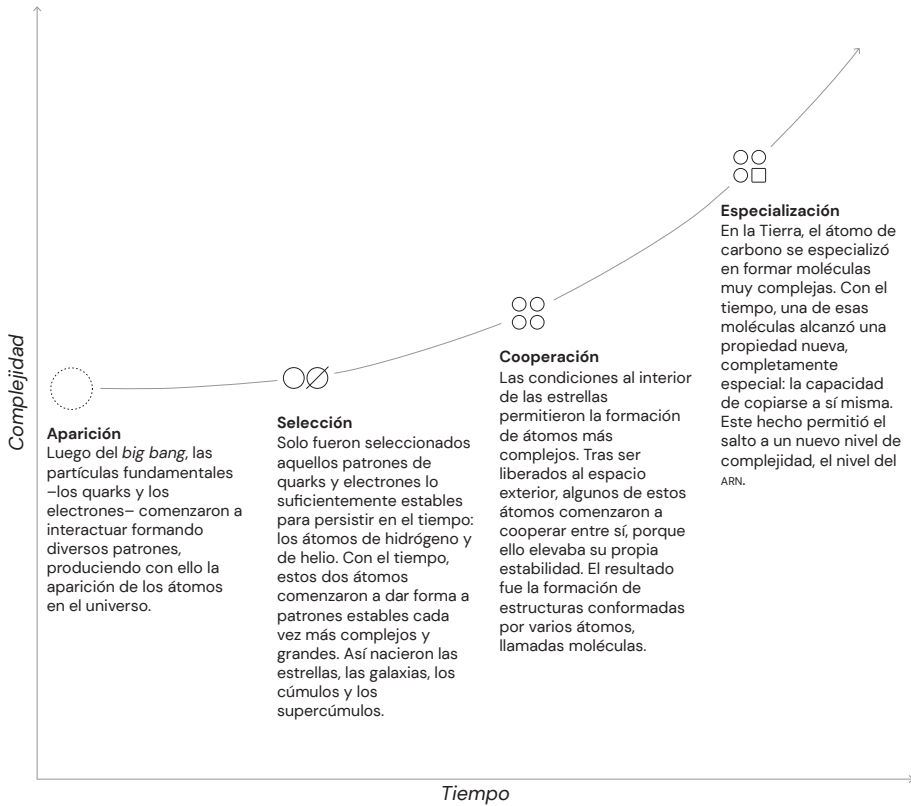 Complejidad
Aparición
Luego del big bang, las
partículas fundamentales
–los quarks y los
electrones– comenzaron a
interactuar formando
diversos patrones,
produciendo con ello la
aparición de los átomos
en el universo.
Selección
Solo fueron seleccionados
aquellos patrones de
quarks y electrones lo
suficientemente estables
para persistir en el tiempo:
los átomos de hidrógeno y
de helio. Con el tiempo,
estos dos átomos
comenzaron a dar forma a
patrones estables cada
vez más complejos y
grandes. Así nacieron las
estrellas, las galaxias, los
cúmulos y los
supercúmulos.
Cooperación
Las condiciones al interior
de las estrellas
permitieron la formación
de átomos más
complejos. Tras ser
liberados al espacio
exterior, algunos de estos
átomos comenzaron a
cooperar entre sí, porque
ello elevaba su propia
estabilidad. El resultado
fue la formación de
estructuras conformadas
por varios átomos,
llamadas moléculas.
Especialización
En la Tierra, el átomo de
carbono se especializó
en formar moléculas
muy complejas. Con el
tiempo, una de esas
moléculas alcanzó una
propiedad nueva,
completamente
especial: la capacidad
de copiarse a sí misma.
Este hecho permitió el
salto a un nuevo nivel de
complejidad, el nivel del
ARN.
Tiempo